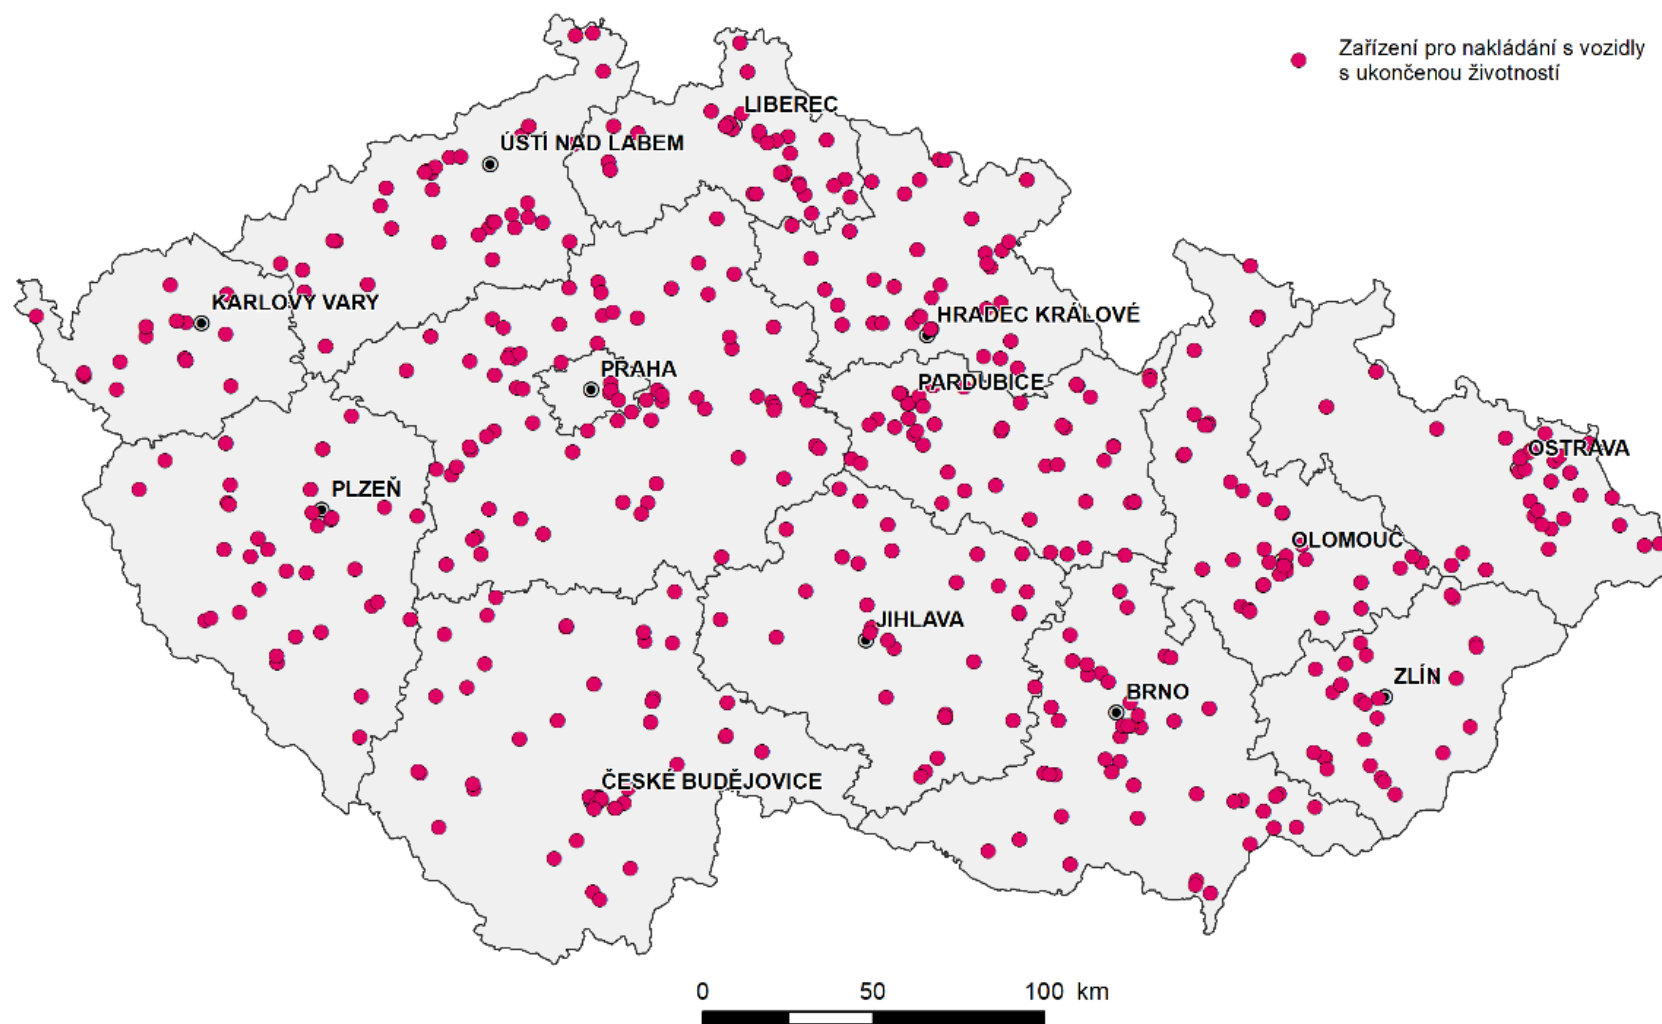 Zařízení pro nakládání s vozidly
s ukončenou životností
LIBEREC
ÚSTÍ NAD LABEM
KARLOVY VARY
HRADEC KRÁLOVÉ
PRAHA
PARDUBICE
OSTRAVA
PLZEŇ
OLOMOUC
JIHLAVA
ZLÍN
BRNO
ČESKÉ BUDĚJOVICE
0 50 100 km